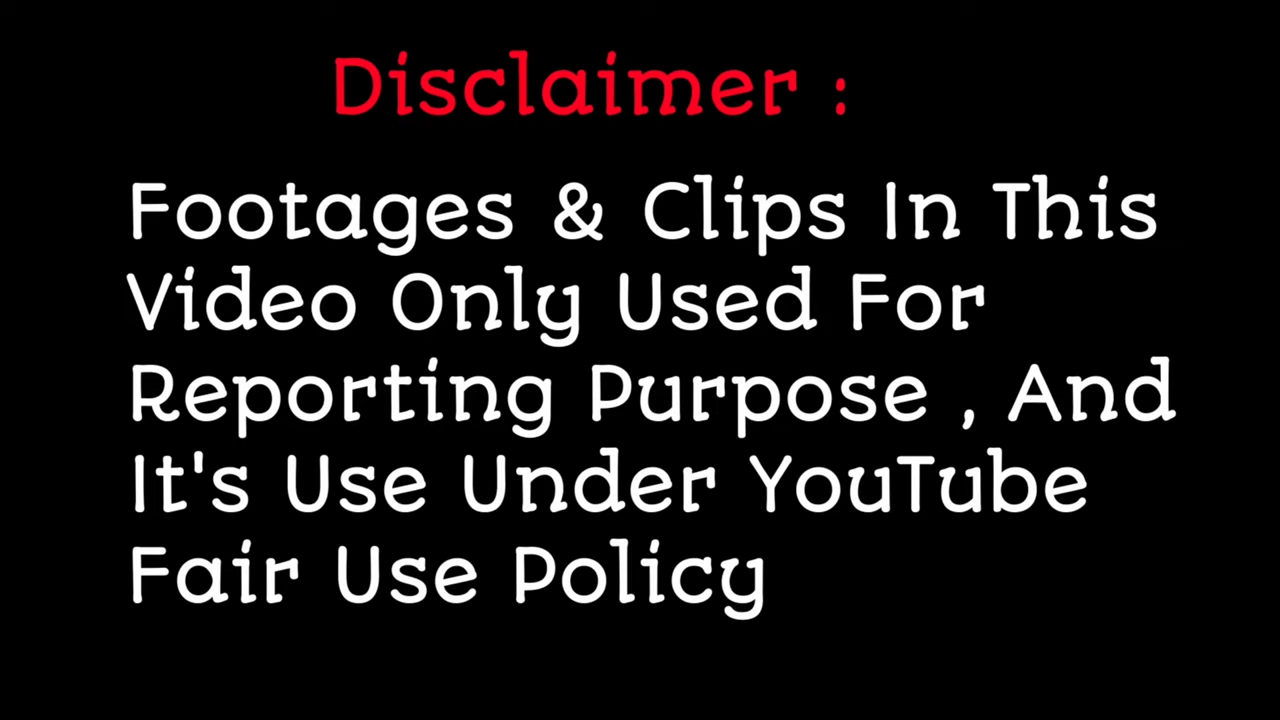 Disclaimer :
Footages & Clips In This
Video Only Used For
Reporting Purpose , And
It's Use Under YouTube
Fair Use Policy